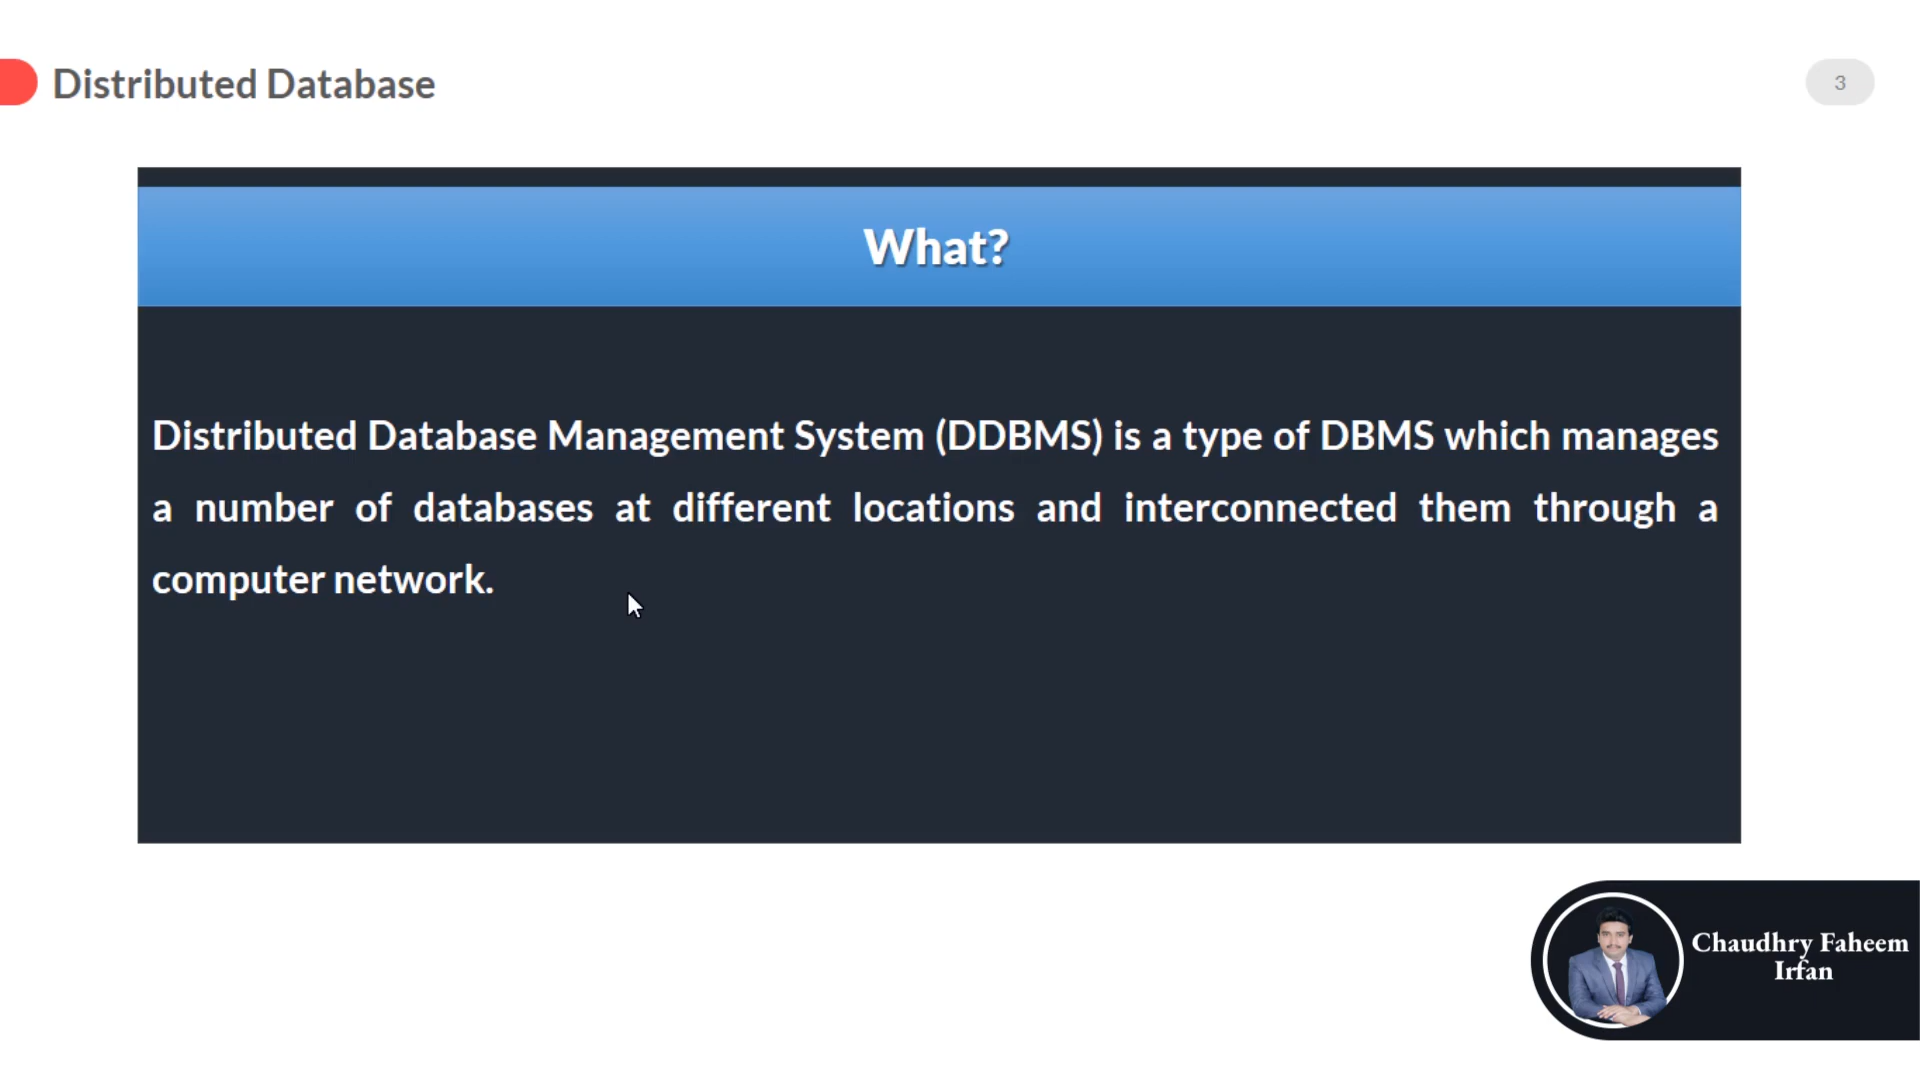 Distributed Database
3
What?
Distributed Database Management System (DDBMS) is a type of DBMS which manages
a number of databases at different locations and interconnected them through a
computer network.
Chaudhry Faheem
Irfan